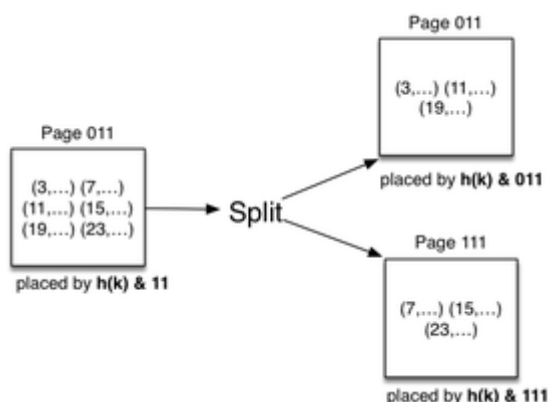 Page 011
(3,...) (7,...)
(11,...) (15,...)
(19,...) (23,...)
placed by h(k) & 11
Split
Page 011
(3,...) (11,...)
(19,...)
placed by h(k) & 011
Page 111
(7,...) (15,...)
(23,...)
placed by h(k) & 111